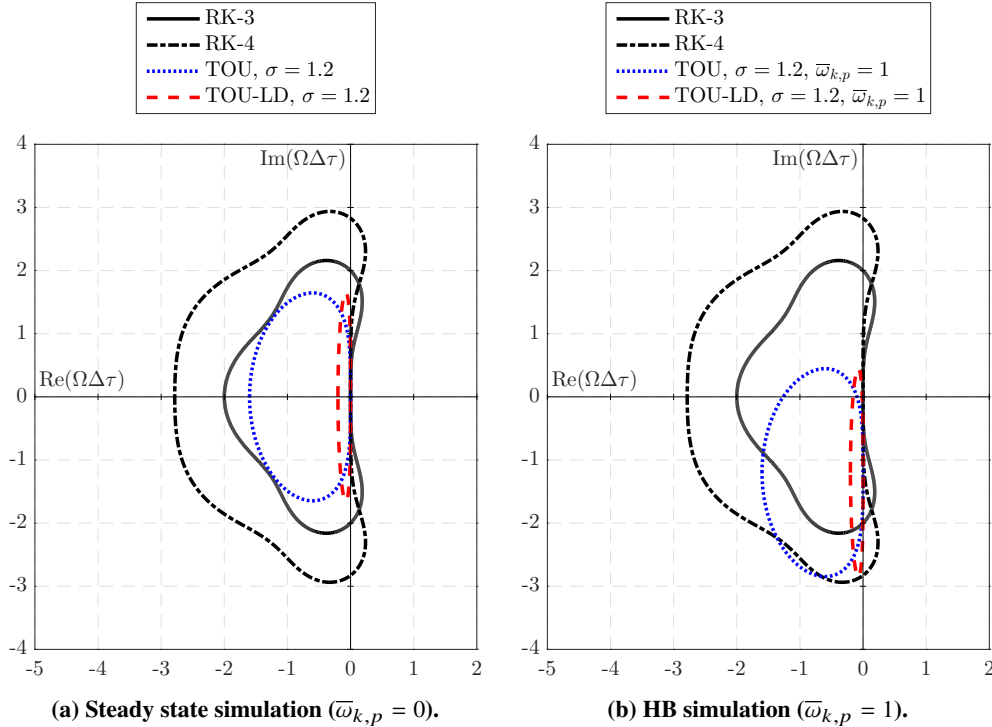 RK-3
RK-4
TOU, σ = 1.2
TOU-LD, σ = 1.2
Im(ΩΔτ)
Re(ΩΔτ)
4
3
2
1
0
-1
-2
-3
-4
-5 -4 -3 -2 -1 0 1 2
(a) Steady state simulation (ω̅k,p = 0).
RK-3
RK-4
TOU, σ = 1.2, ω̅k,p = 1
TOU-LD, σ = 1.2, ω̅k,p = 1
Im(ΩΔτ)
Re(ΩΔτ)
4
3
2
1
0
-1
-2
-3
-4
-5 -4 -3 -2 -1 0 1 2
(b) HB simulation (ω̅k,p = 1).